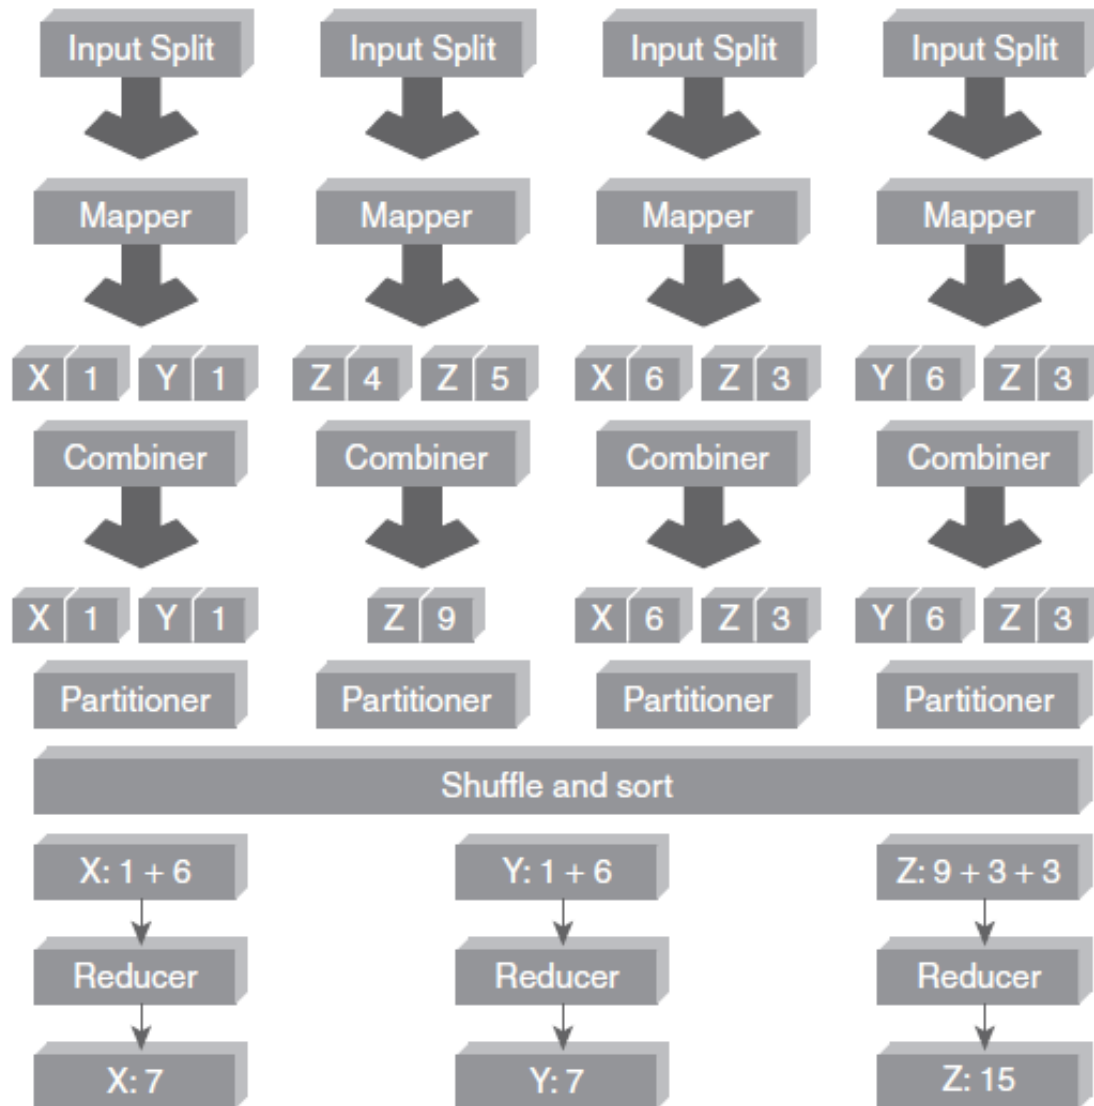 Input Split Input Split Input Split Input Split
Mapper Mapper Mapper Mapper
X 1 Y 1 Z 4 Z 5 X 6 Z 3 Y 6 Z 3
Combiner Combiner Combiner Combiner
X 1 Y 1 Z 9 X 6 Z 3 Y 6 Z 3
Partitioner Partitioner Partitioner Partitioner
Shuffle and sort
X: 1 + 6 Y: 1 + 6 Z: 9 + 3 + 3
Reducer Reducer Reducer
X: 7 Y: 7 Z: 15